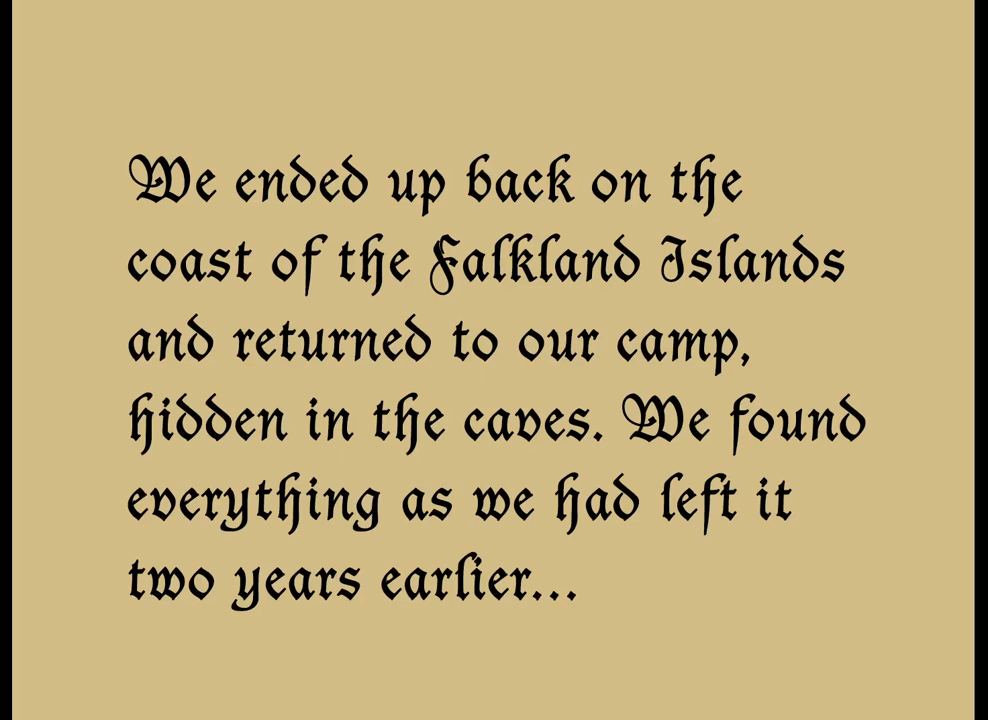 We ended up back on the
coast of the Falkland Islands
and returned to our camp,
hidden in the caves. We found
everything as we had left it
two years earlier...